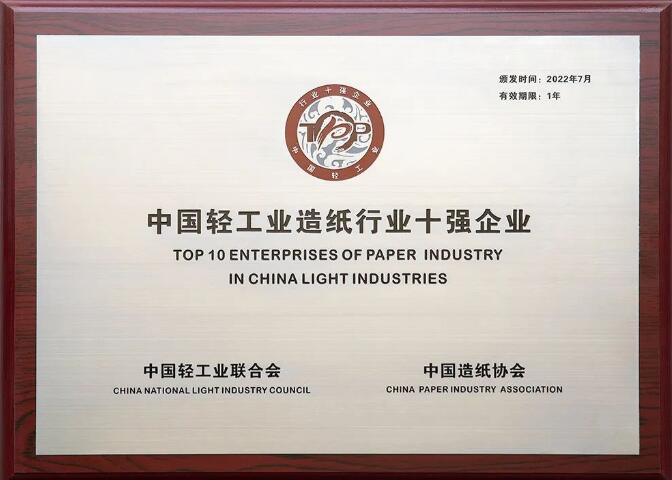 颁发时间：2022年7月
有效期限：1年
行业十强企业
TOP
中国轻工业
中国轻工业造纸行业十强企业
TOP 10 ENTERPRISES OF PAPER INDUSTRY
IN CHINA LIGHT INDUSTRIES
中国轻工业联合会
CHINA NATIONAL LIGHT INDUSTRY COUNCIL
中国造纸协会
CHINA PAPER INDUSTRY ASSOCIATION